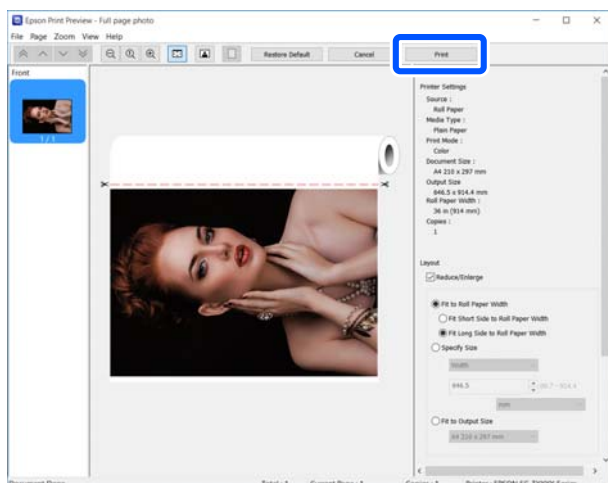 Epson Print Preview - Full page photo
File Page Zoom View Help
Restore Default Cancel Print
Front
1 / 1
Printer Settings
Source :
Roll Paper
Media Type :
Plain Paper
Print Mode :
Color
Document Size :
A4 210 x 297 mm
Output Size
646.5 x 914.4 mm
Roll Paper Width :
36 in (914 mm)
Copies :
1
Layout
Reduce/Enlarge
Fit to Roll Paper Width
Fit Short Side to Roll Paper Width
Fit Long Side to Roll Paper Width
Specify Size
Width
646.5
mm
Fit to Output Size
A4 210 x 297 mm